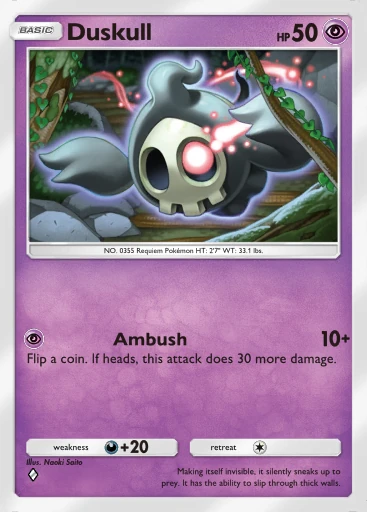 BASIC Duskull HP 50
NO. 0355 Requiem Pokémon HT: 2'7" WT: 33.1 lbs.
Ambush 10+
Flip a coin. If heads, this attack does 30 more damage.
weakness +20 retreat
Illus. Naoki Saito
Making itself invisible, it silently sneaks up to
prey. It has the ability to slip through thick walls.